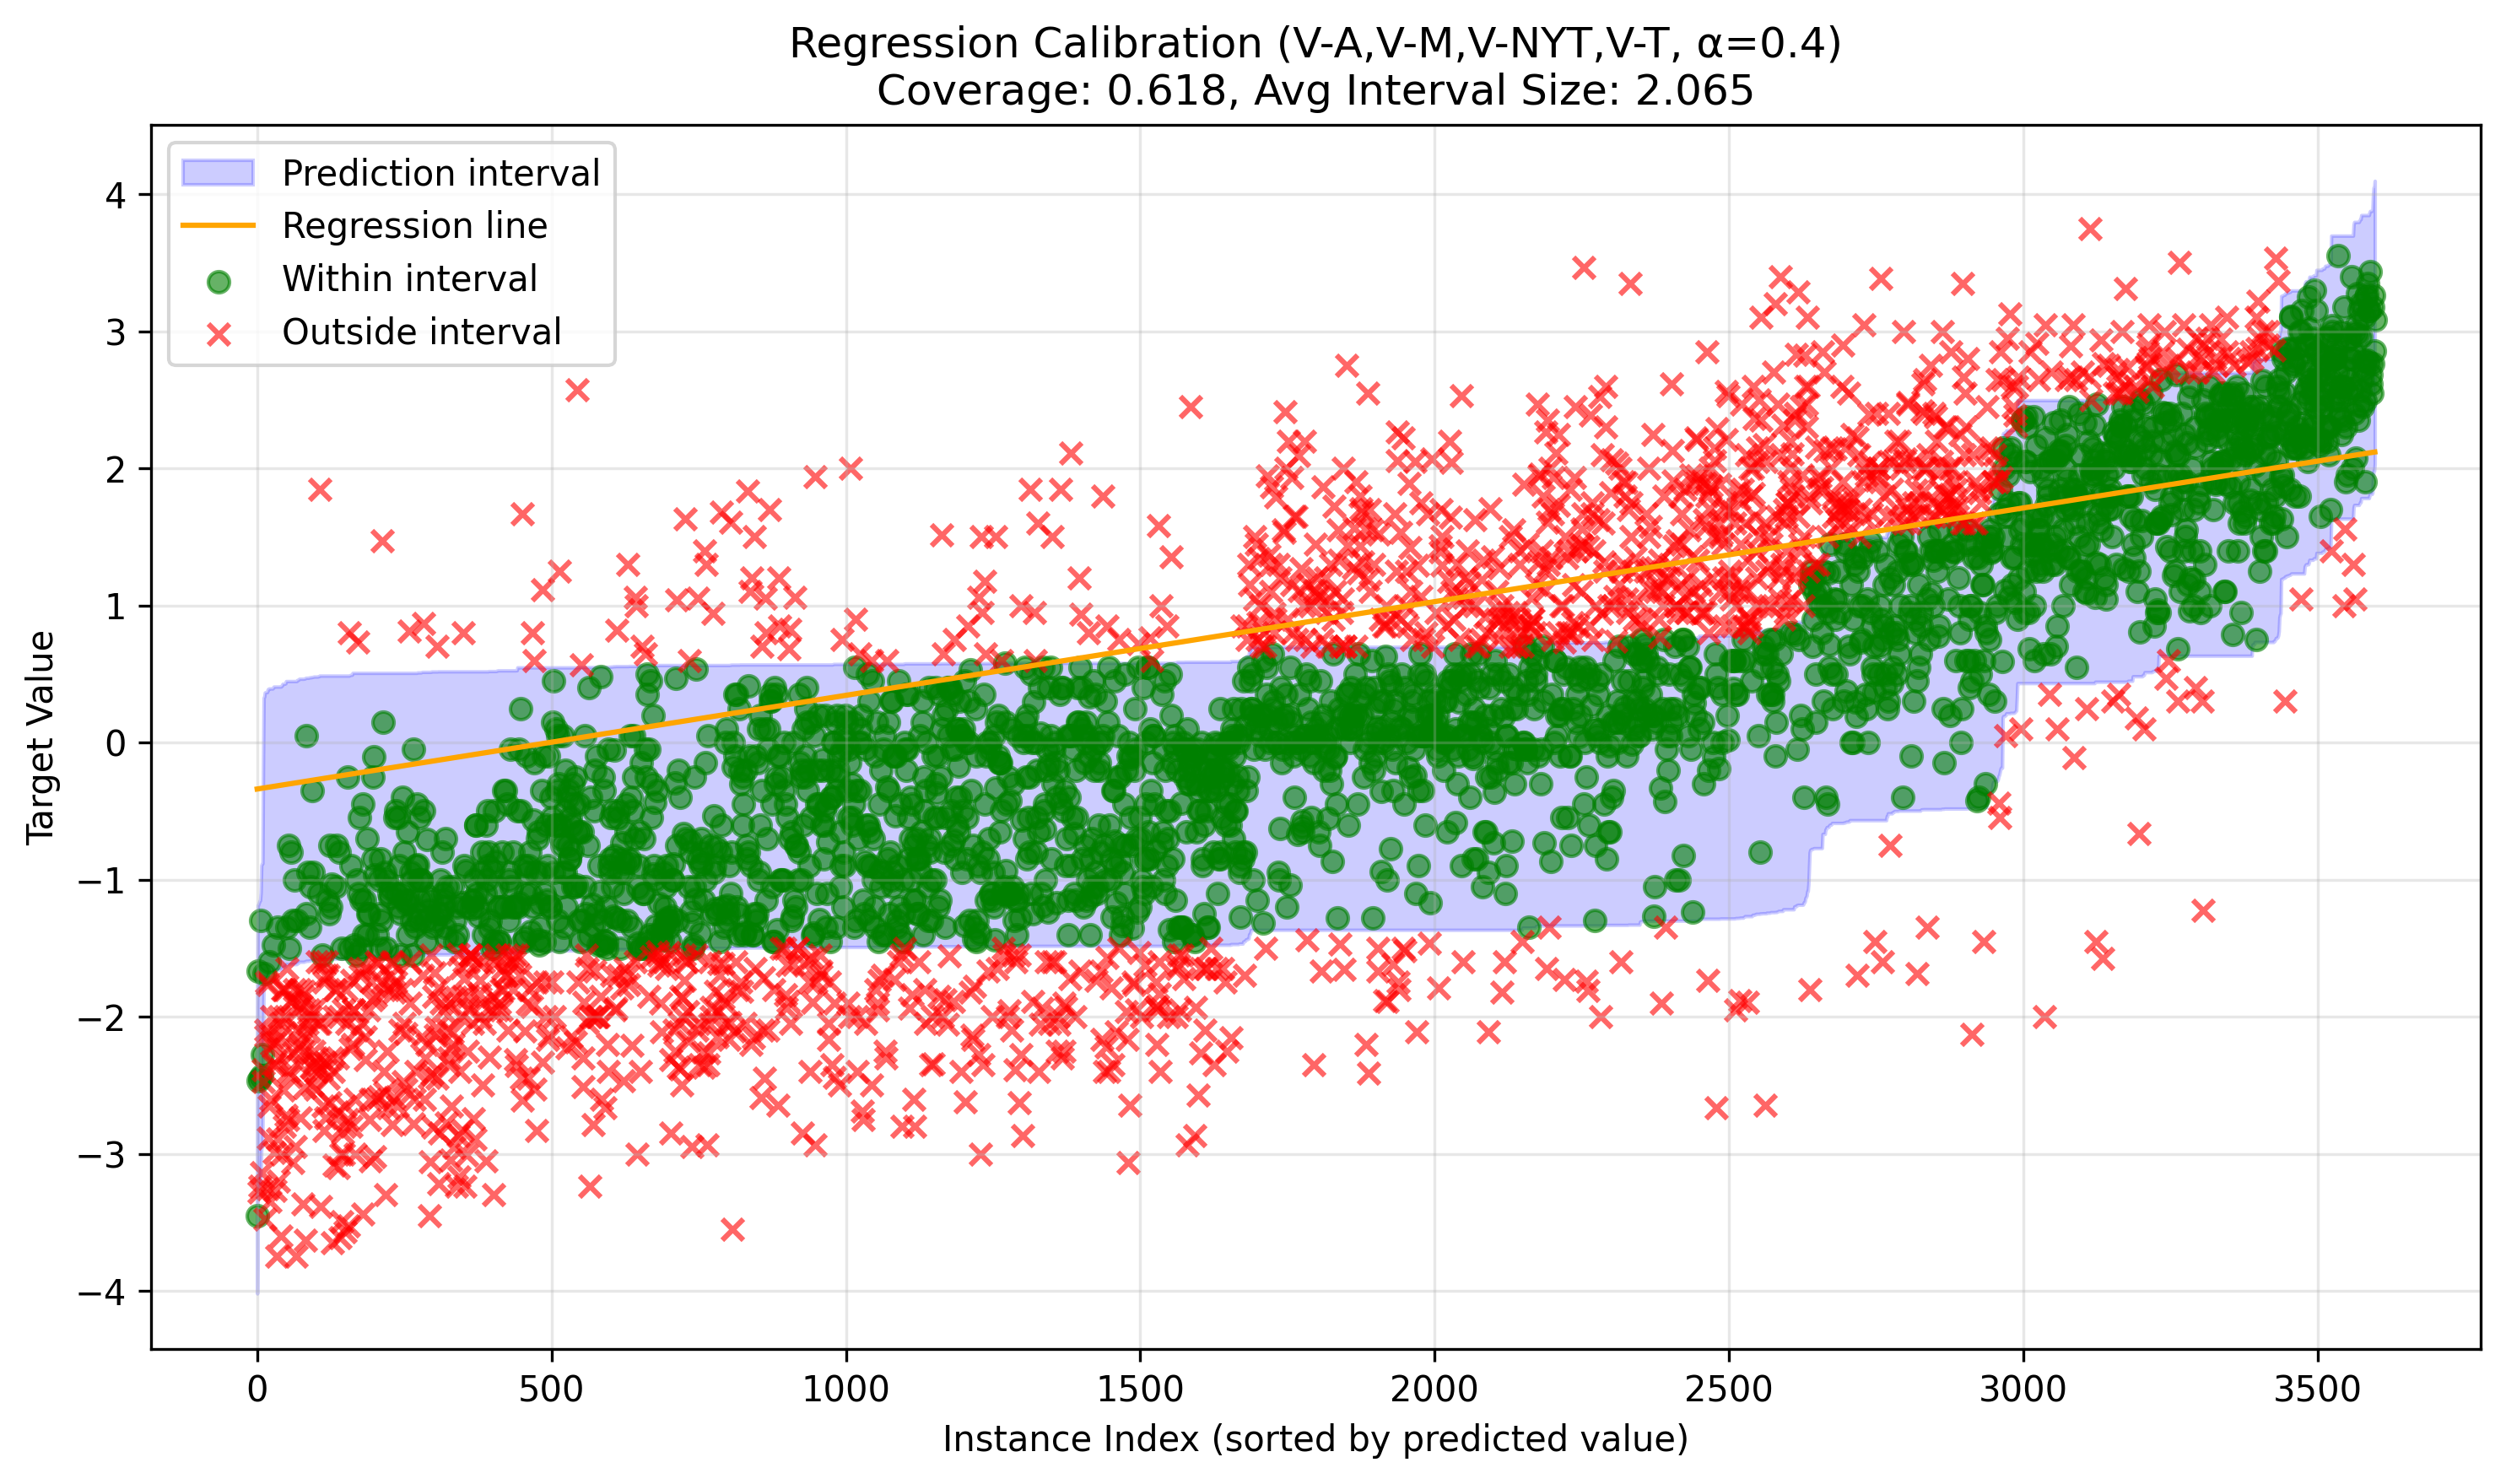 Regression Calibration (V-A,V-M,V-NYT,V-T, α=0.4)
Coverage: 0.618, Avg Interval Size: 2.065
Prediction interval
Regression line
Within interval
Outside interval
Target Value
4
3
2
1
0
−1
−2
−3
−4
0 500 1000 1500 2000 2500 3000 3500
Instance Index (sorted by predicted value)